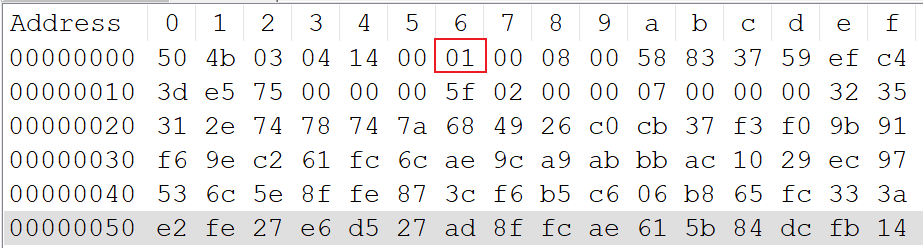 Address 0 1 2 3 4 5 6 7 8 9 a b c d e f
00000000 50 4b 03 04 14 00 01 00 08 00 58 83 37 59 ef c4
00000010 3d e5 75 00 00 00 5f 02 00 00 07 00 00 00 32 35
00000020 31 2e 74 78 74 7a 68 49 26 c0 cb 37 f3 f0 9b 91
00000030 f6 9e c2 61 fc 6c ae 9c a9 ab bb ac 10 29 ec 97
00000040 53 6c 5e 8f fe 87 3c f6 b5 c6 06 b8 65 fc 33 3a
00000050 e2 fe 27 e6 d5 27 ad 8f fc ae 61 5b 84 dc fb 14